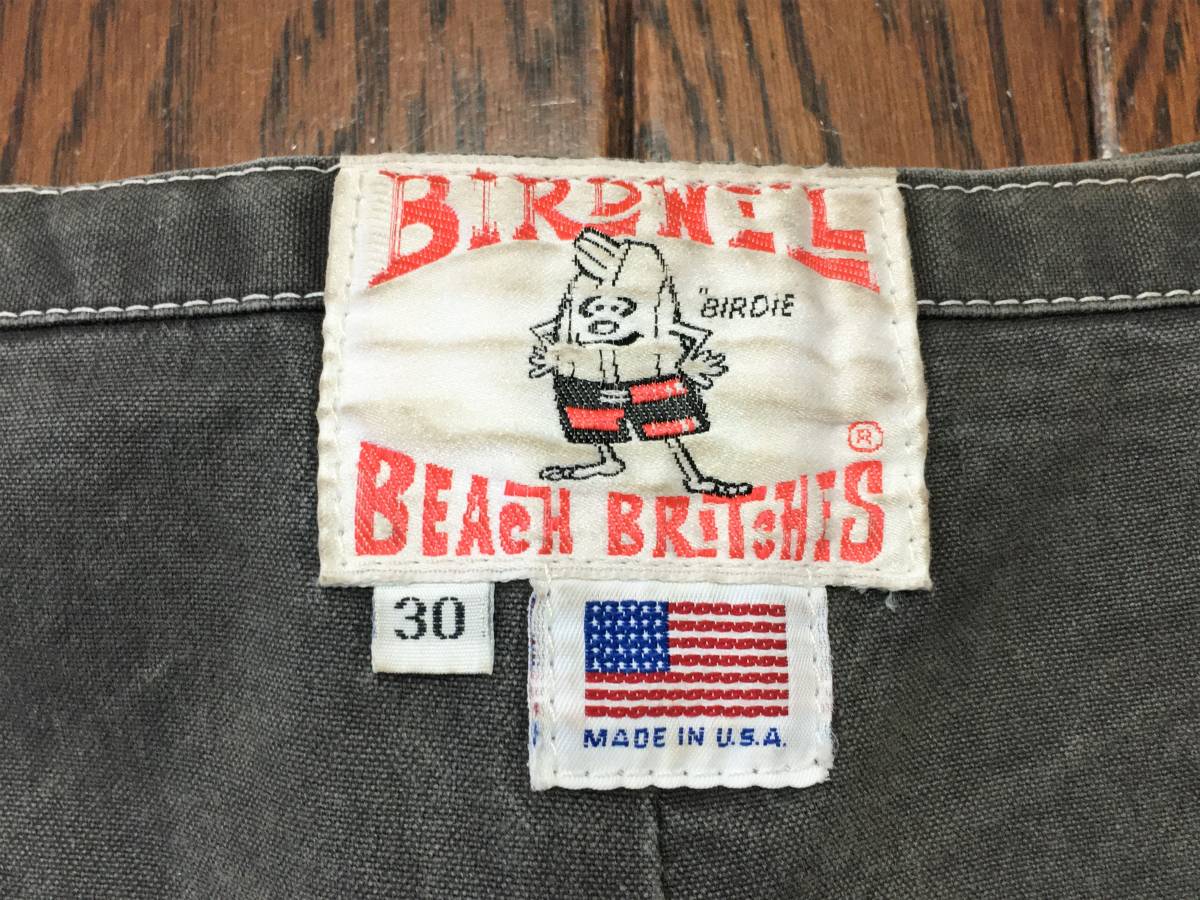 BIRDWELL
"BIRDIE
®
BEACH BRITCHES
30
MADE IN U.S.A.